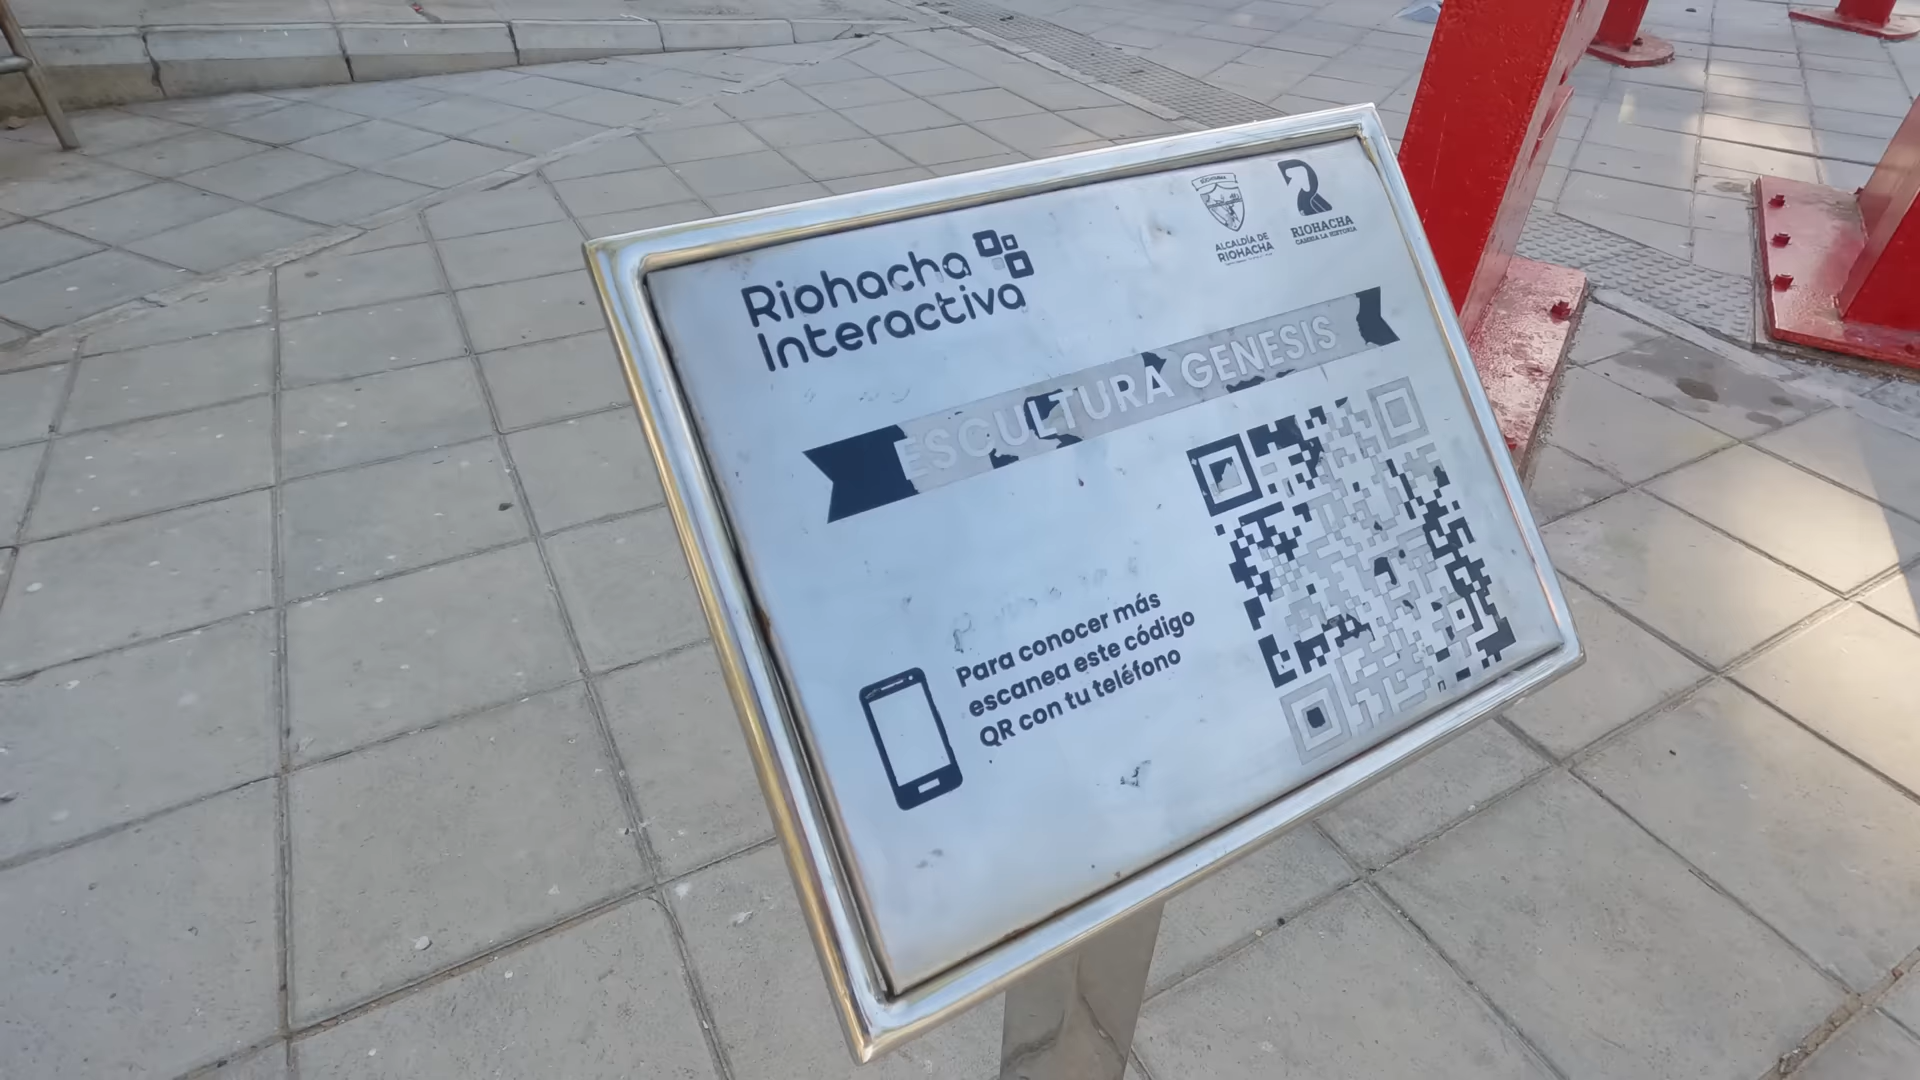 Riohacha
Interactiva
ALCALDÍA DE
RIOHACHA
RIOHACHA
CAMBIA LA HISTORIA
ESCULTURA GENESIS
Para conocer más
escanea este código
QR con tu teléfono